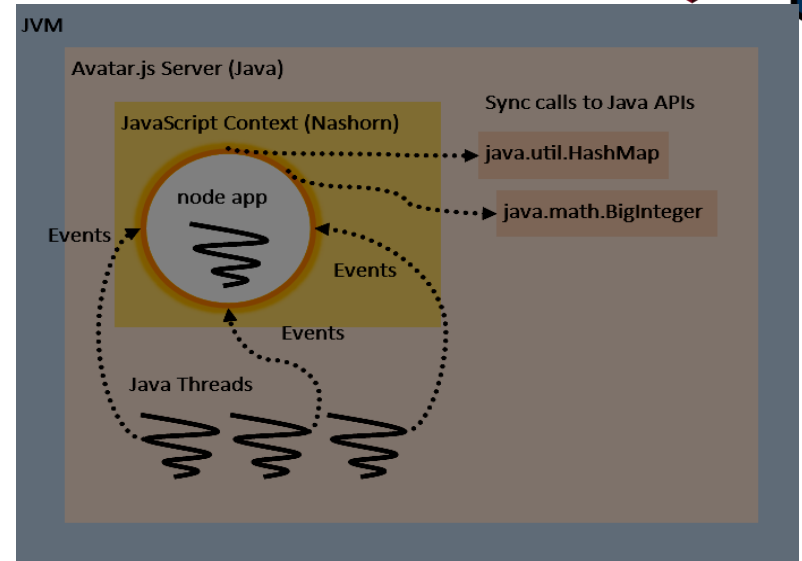 JVM
Avatar.js Server (Java)
Sync calls to Java APIs
JavaScript Context (Nashorn)
java.util.HashMap
node app
java.math.BigInteger
Events
Events
Events
Java Threads